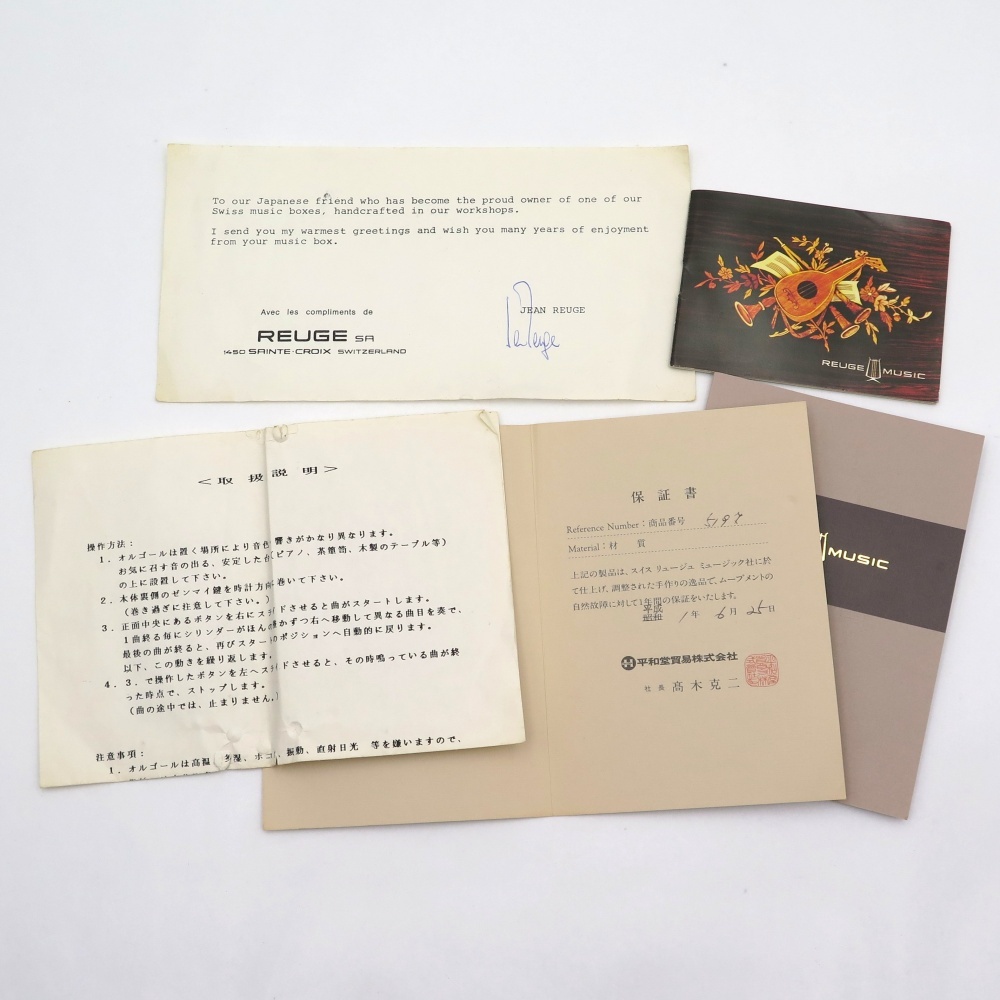 To our Japanese friend who has become the proud owner of one of our
Swiss music boxes, handcrafted in our workshops.
I send you my warmest greetings and wish you many years of enjoyment
from your music box.
Avec les compliments de
REUGE SA
1450 SAINTE-CROIX SWITZERLAND
JEAN REUGE
REUGE MUSIC
MUSIC
<取扱説明>
操作方法：
1．オルゴールは置く場所により音色 響きがかなり異なります。
お気に召す音の出る、安定した台(ピアノ、茶箪笥、木製のテーブル等)
の上に設置して下さい。
2．本体裏側のゼンマイ鍵を時計方向 巻いて下さい。
(巻き過ぎに注意して下さい。)
3．正面中央にあるボタンを右にスライドさせると曲がスタートします。
1曲終る毎にシリンダーがほんの僅かずつ右へ移動して異なる曲目を奏で、
最後の曲が終ると、再びスタートのポジションへ自動的に戻ります。
以下、この動きを繰り返します。
4．3．で操作したボタンを左へスライドさせると、その時鳴っている曲が終
った時点で、ストップします。
(曲の途中では、止まりません。)
注意事項：
1．オルゴールは高温、多湿、ホコリ、振動、直射日光 等を嫌いますので、
保証書
Reference Number：商品番号 5197
Material：材 質
上記の製品は、スイス リュージュ ミュージック社に於
て仕上げ、調整された手作りの逸品で、ムーブメントの
自然故障に対して1年間の保証をいたします。
平成
昭和 1年 6月 25日
平和堂貿易株式会社
社長 髙木克二